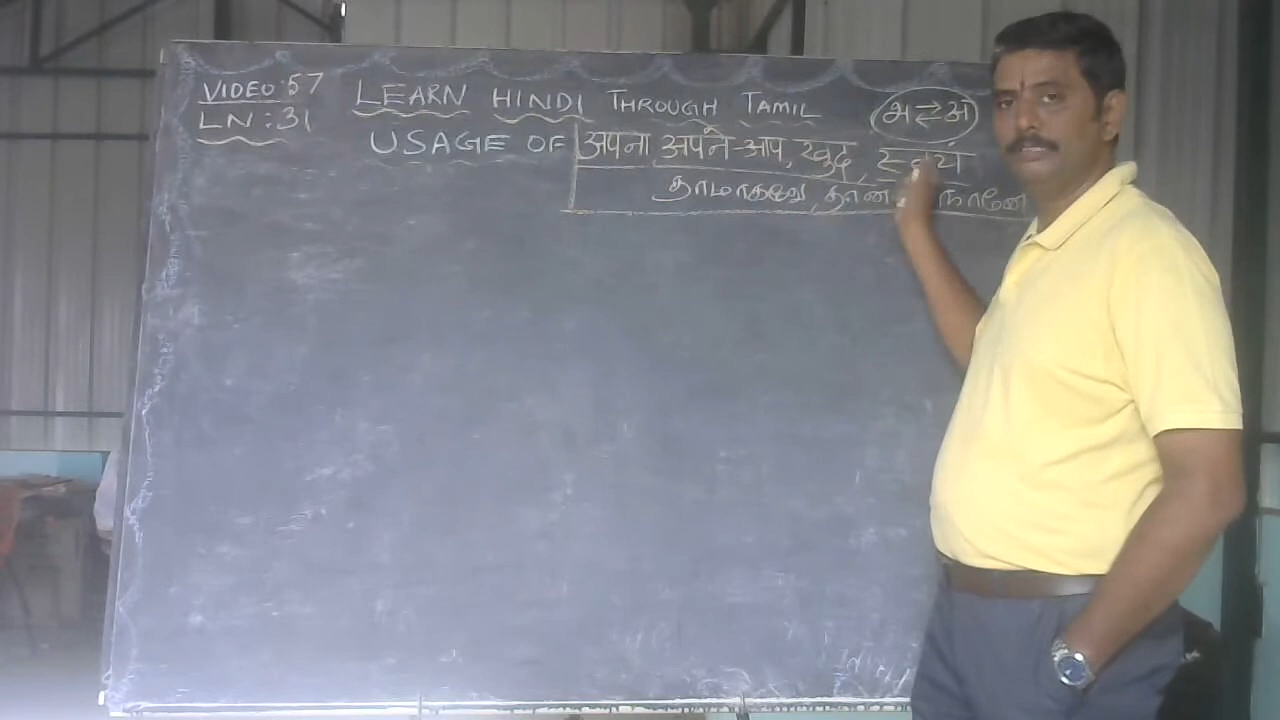 VIDEO:57 LEARN HINDI THROUGH TAMIL भ⇄अ
LN:31 USAGE OF अपना अपने-आप, खुद, स्वयं
தாமாகவே, தானே நானே